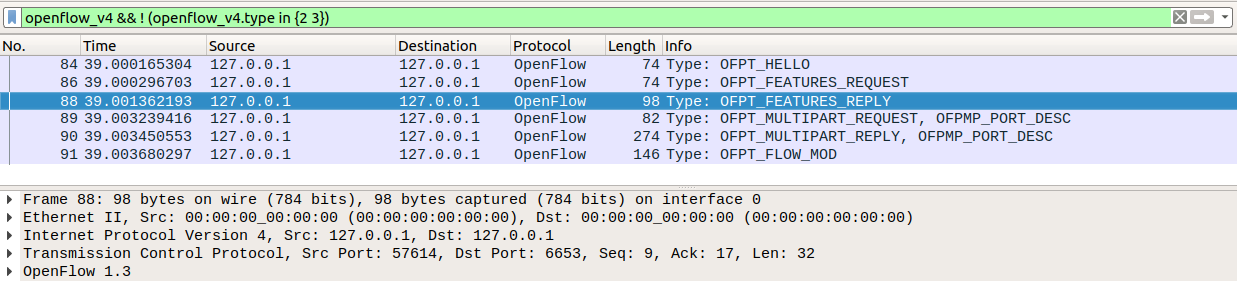 openflow_v4 && ! (openflow_v4.type in {2 3})
No. Time Source Destination Protocol Length Info
84 39.000165304 127.0.0.1 127.0.0.1 OpenFlow 74 Type: OFPT_HELLO
86 39.000296703 127.0.0.1 127.0.0.1 OpenFlow 74 Type: OFPT_FEATURES_REQUEST
88 39.001362193 127.0.0.1 127.0.0.1 OpenFlow 98 Type: OFPT_FEATURES_REPLY
89 39.003239416 127.0.0.1 127.0.0.1 OpenFlow 82 Type: OFPT_MULTIPART_REQUEST, OFPMP_PORT_DESC
90 39.003450553 127.0.0.1 127.0.0.1 OpenFlow 274 Type: OFPT_MULTIPART_REPLY, OFPMP_PORT_DESC
91 39.003680297 127.0.0.1 127.0.0.1 OpenFlow 146 Type: OFPT_FLOW_MOD
Frame 88: 98 bytes on wire (784 bits), 98 bytes captured (784 bits) on interface 0
Ethernet II, Src: 00:00:00_00:00:00 (00:00:00:00:00:00), Dst: 00:00:00_00:00:00 (00:00:00:00:00:00)
Internet Protocol Version 4, Src: 127.0.0.1, Dst: 127.0.0.1
Transmission Control Protocol, Src Port: 57614, Dst Port: 6653, Seq: 9, Ack: 17, Len: 32
OpenFlow 1.3